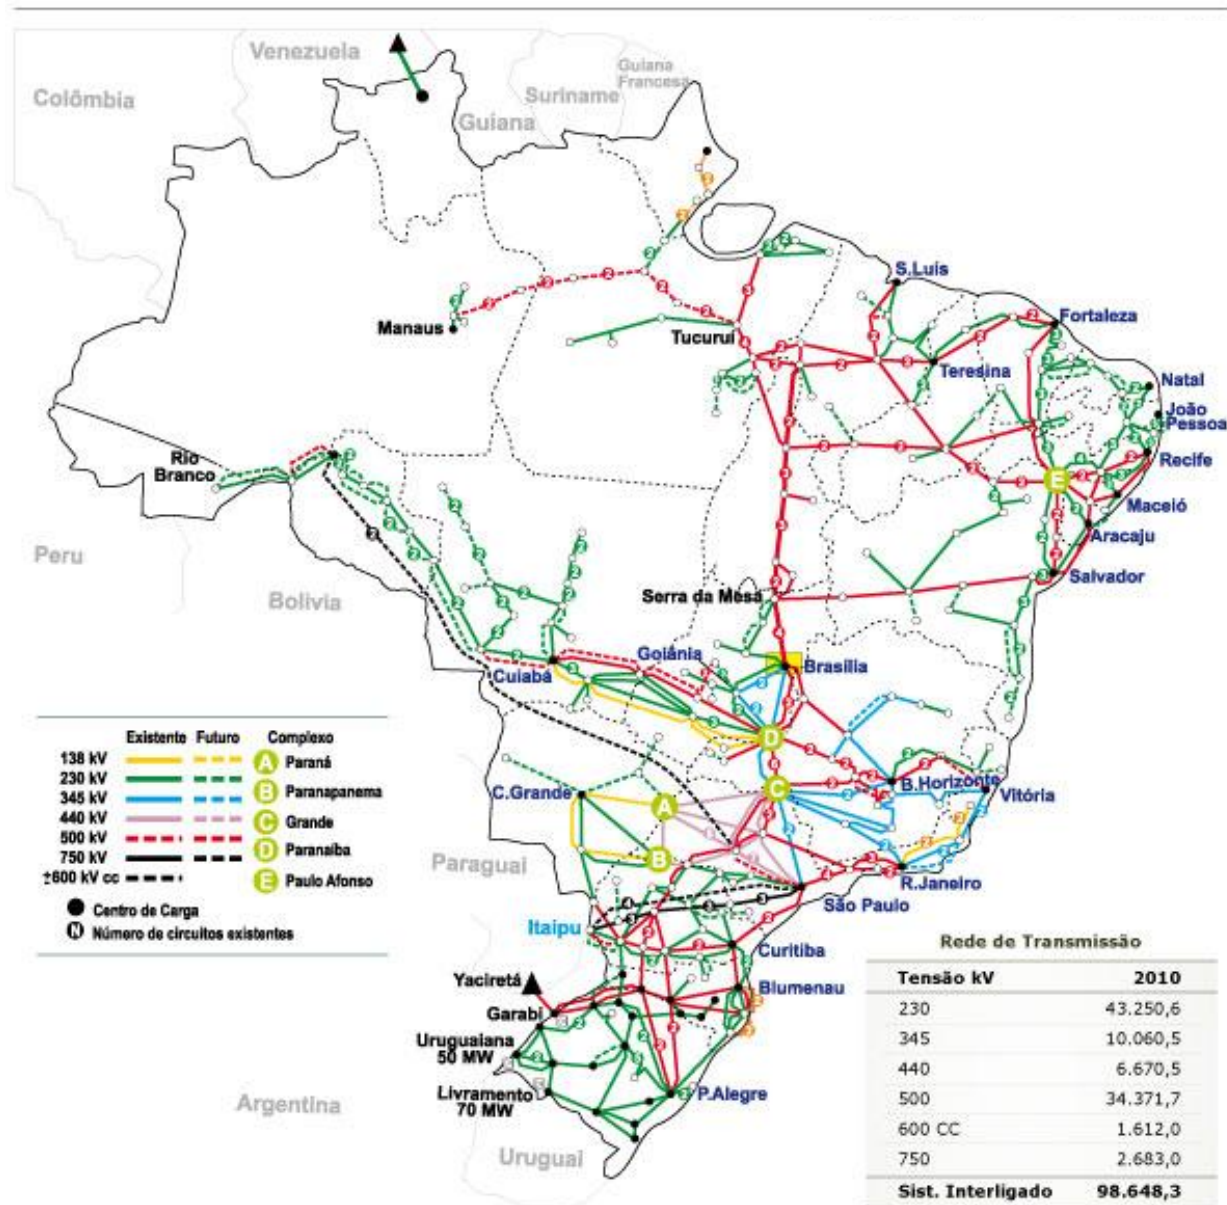 Venezuela
Guiana
Francesa
Colômbia
Suriname
Guiana
S.Luís
Manaus
Tucuruí
Fortaleza
Teresina
Natal
João
Pessoa
Rio
Branco
Recife
E
Maceió
Aracaju
Peru
Salvador
Bolivia
Serra da Mesa
Goiânia
Brasília
Cuiabá
D
C
B.Horizonte
Vitória
C.Grande
A
B
Paraguai
R.Janeiro
São Paulo
Itaipu
Curitiba
Yaciretá
Blumenau
Garabi
Uruguaiana
50 MW
Livramento
70 MW
P.Alegre
Argentina
Uruguai
Existente Futuro Complexo
138 kV A Paraná
230 kV B Paranapanema
345 kV
440 kV C Grande
500 kV D Paranaíba
750 kV
±600 kV cc E Paulo Afonso
Centro de Carga
N Número de circuitos existentes
Rede de Transmissão
Tensão kV 2010
230 43.250,6
345 10.060,5
440 6.670,5
500 34.371,7
600 CC 1.612,0
750 2.683,0
Sist. Interligado 98.648,3